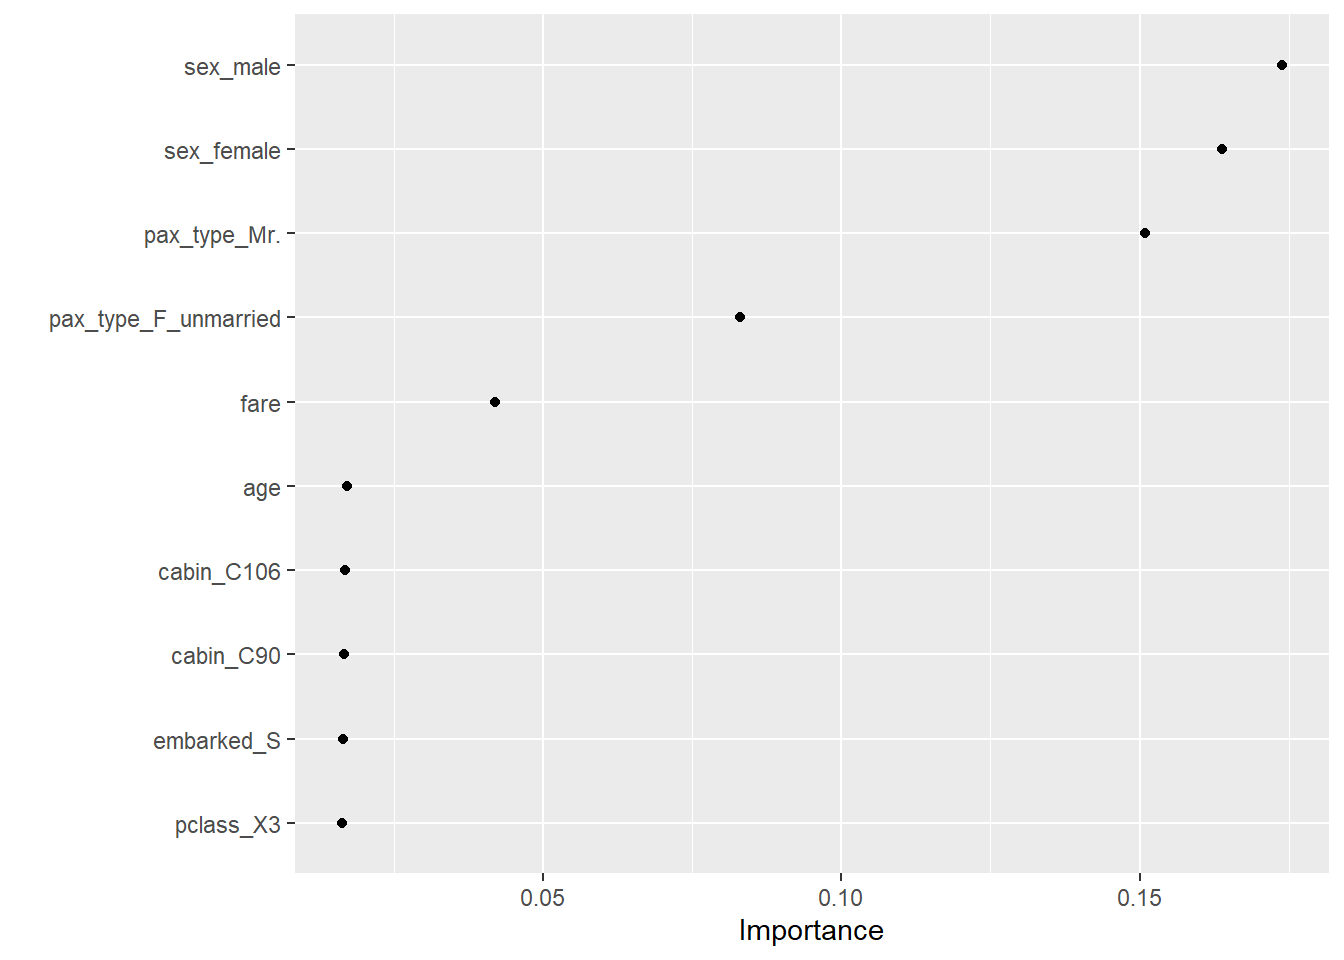 sex_male
sex_female
pax_type_Mr.
pax_type_F_unmarried
fare
age
cabin_C106
cabin_C90
embarked_S
pclass_X3
0.05 0.10 0.15
Importance